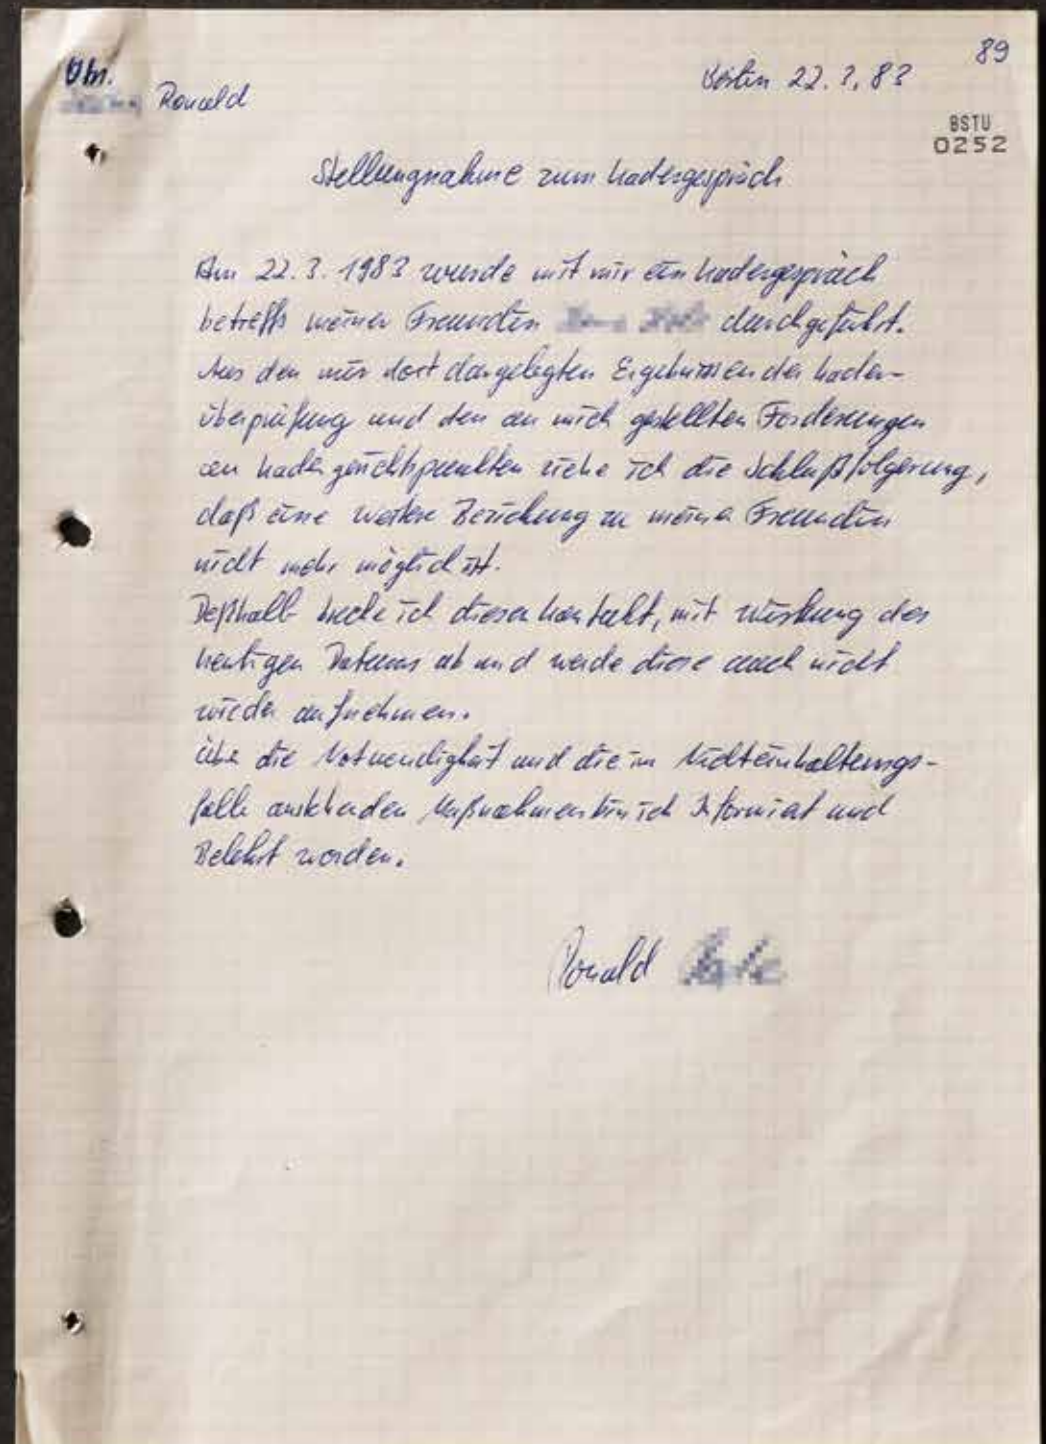 89
Ofw.
Ronald
Berlin 22.3.83
BSTU
0252
Stellungnahme zum Kadergespräch
Am 22.3.1983 wurde mit mir ein Kadergespräch
betreffs meiner Freundin durchgeführt.
Aus den mir dort dargelegten Ergebnissen der Kader-
überprüfung und den an mich gestellten Forderungen
an Kadergesichtspunkten ziehe ich die Schlußfolgerung,
daß eine weitere Beziehung zu meiner Freundin
nicht mehr möglich ist.
Deßhalb breche ich diesen Kontakt, mit Wirkung des
heutigen Datums ab und werde diese auch nicht
wieder aufnehmen.
Über die Notwendigkeit und die im Nichteinhaltungs-
falle anstehenden Maßnahmen bin ich Informiert und
Belehrt worden.
Ronald